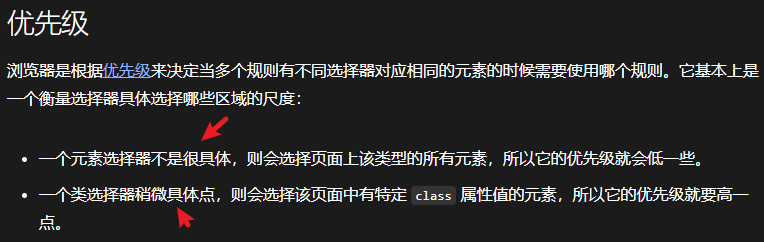 优先级
浏览器是根据优先级来决定当多个规则有不同选择器对应相同的元素的时候需要使用哪个规则。它基本上是
一个衡量选择器具体选择哪些区域的尺度：
一个元素选择器不是很具体，则会选择页面上该类型的所有元素，所以它的优先级就会低一些。
一个类选择器稍微具体点，则会选择该页面中有特定 class 属性值的元素，所以它的优先级就要高一
点。